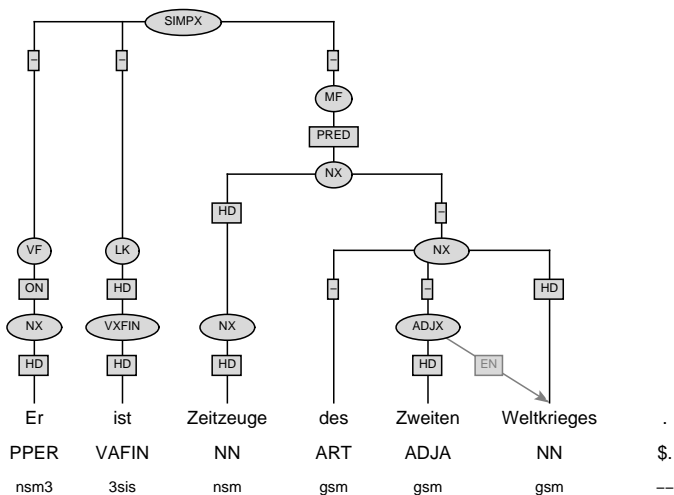 SIMPX
– – –
MF
PRED
NX
HD –
VF LK NX
ON HD – – HD
NX VXFIN NX ADJX
HD HD HD HD EN
Er ist Zeitzeuge des Zweiten Weltkrieges .
PPER VAFIN NN ART ADJA NN $.
nsm3 3sis nsm gsm gsm gsm --